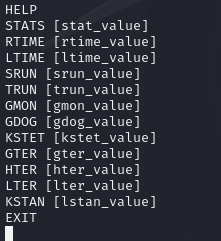 HELP
STATS [stat_value]
RTIME [rtime_value]
LTIME [ltime_value]
SRUN [srun_value]
TRUN [trun_value]
GMON [gmon_value]
GDOG [gdog_value]
KSTET [kstet_value]
GTER [gter_value]
HTER [hter_value]
LTER [lter_value]
KSTAN [lstan_value]
EXIT